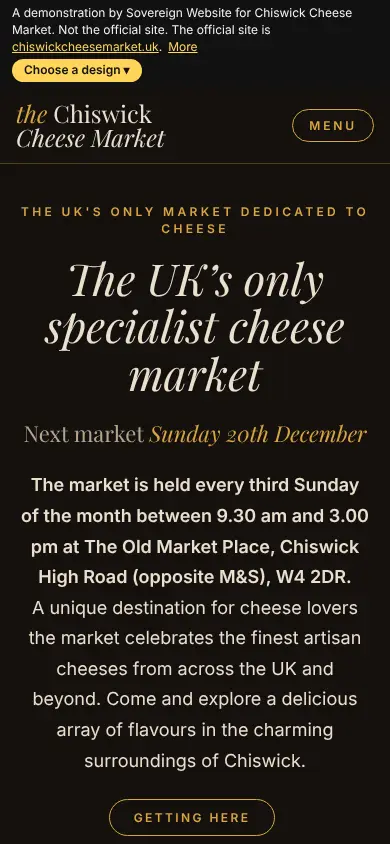 A demonstration by Sovereign Website for Chiswick Cheese
Market. Not the official site. The official site is
chiswickcheesemarket.uk. More
Choose a design ▾
the Chiswick
Cheese Market
MENU
THE UK'S ONLY MARKET DEDICATED TO
CHEESE
The UK’s only
specialist cheese
market
Next market Sunday 20th December
The market is held every third Sunday
of the month between 9.30 am and 3.00
pm at The Old Market Place, Chiswick
High Road (opposite M&S), W4 2DR.
A unique destination for cheese lovers
the market celebrates the finest artisan
cheeses from across the UK and
beyond. Come and explore a delicious
array of flavours in the charming
surroundings of Chiswick.
GETTING HERE